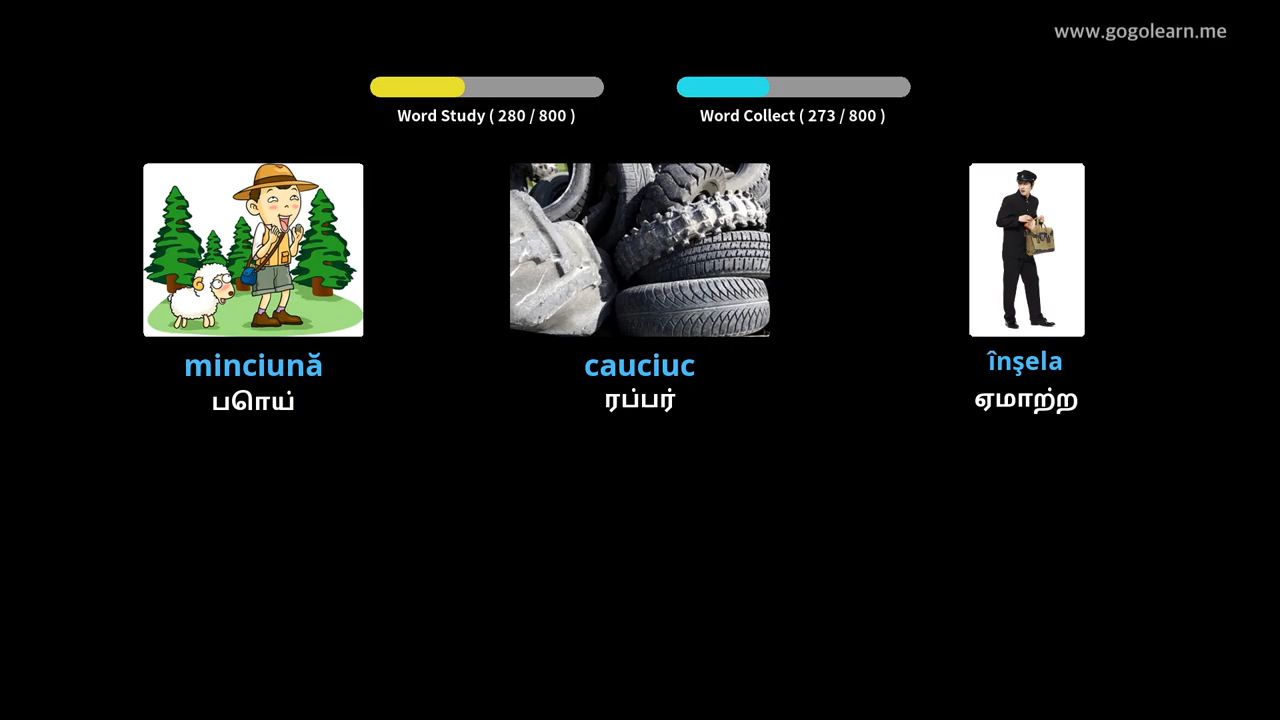 www.gogolearn.me
Word Study ( 280 / 800 )
Word Collect ( 273 / 800 )
minciună
cauciuc
înşela
பொய்
ரப்பர்
ஏமாற்ற